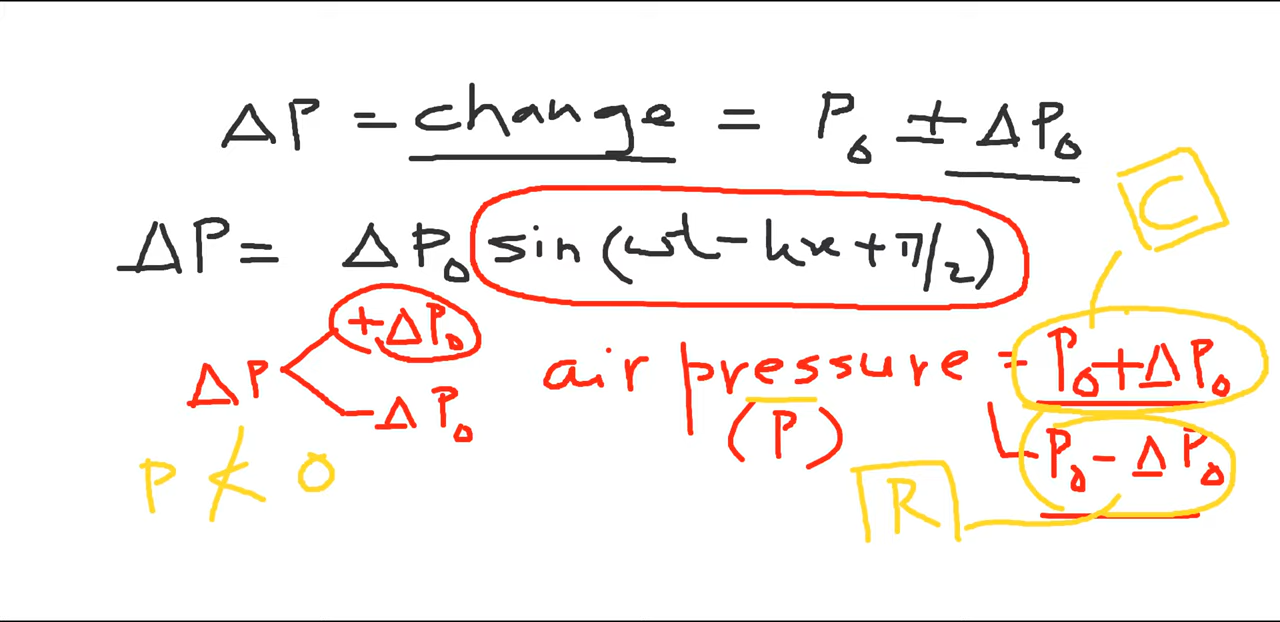 ΔP = change = P₀ ± ΔP₀
C
ΔP = ΔP₀ sin(ωt - kx + π/2)
+ΔP₀
ΔP
-ΔP₀
air pressure = P₀+ΔP₀
(P)
P₀ - ΔP₀
P ≮ 0
R